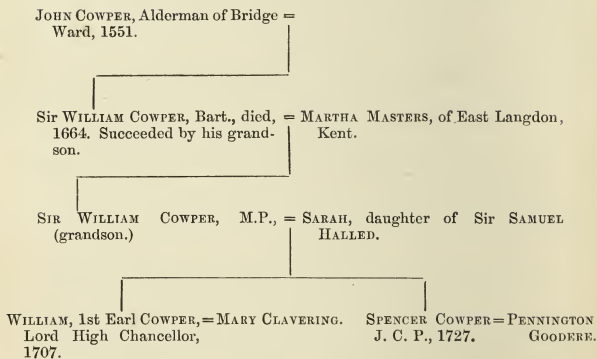 JOHN COWPER, Alderman of Bridge =
Ward, 1551.
Sir WILLIAM COWPER, Bart., died,
1664. Succeeded by his grand-
son.
= MARTHA MASTERS, of East Langdon,
Kent.
SIR WILLIAM COWPER, M.P.,
(grandson.)
= SARAH, daughter of Sir SAMUEL
HALLED.
WILLIAM, 1st Earl COWPER,
Lord High Chancellor,
1707.
=MARY CLAVERING.
SPENCER COWPER
J. C. P., 1727.
=PENNINGTON
GOODERE.